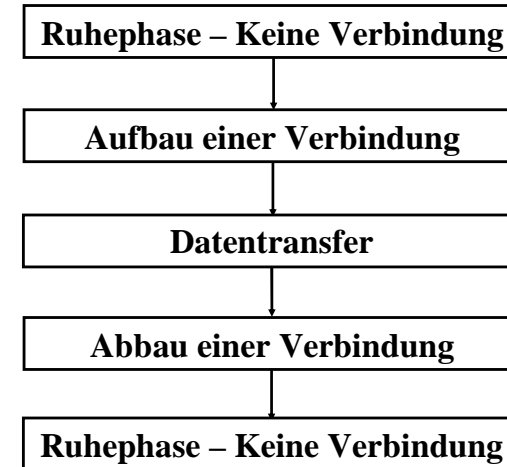 Ruhephase – Keine Verbindung
Aufbau einer Verbindung
Datentransfer
Abbau einer Verbindung
Ruhephase – Keine Verbindung